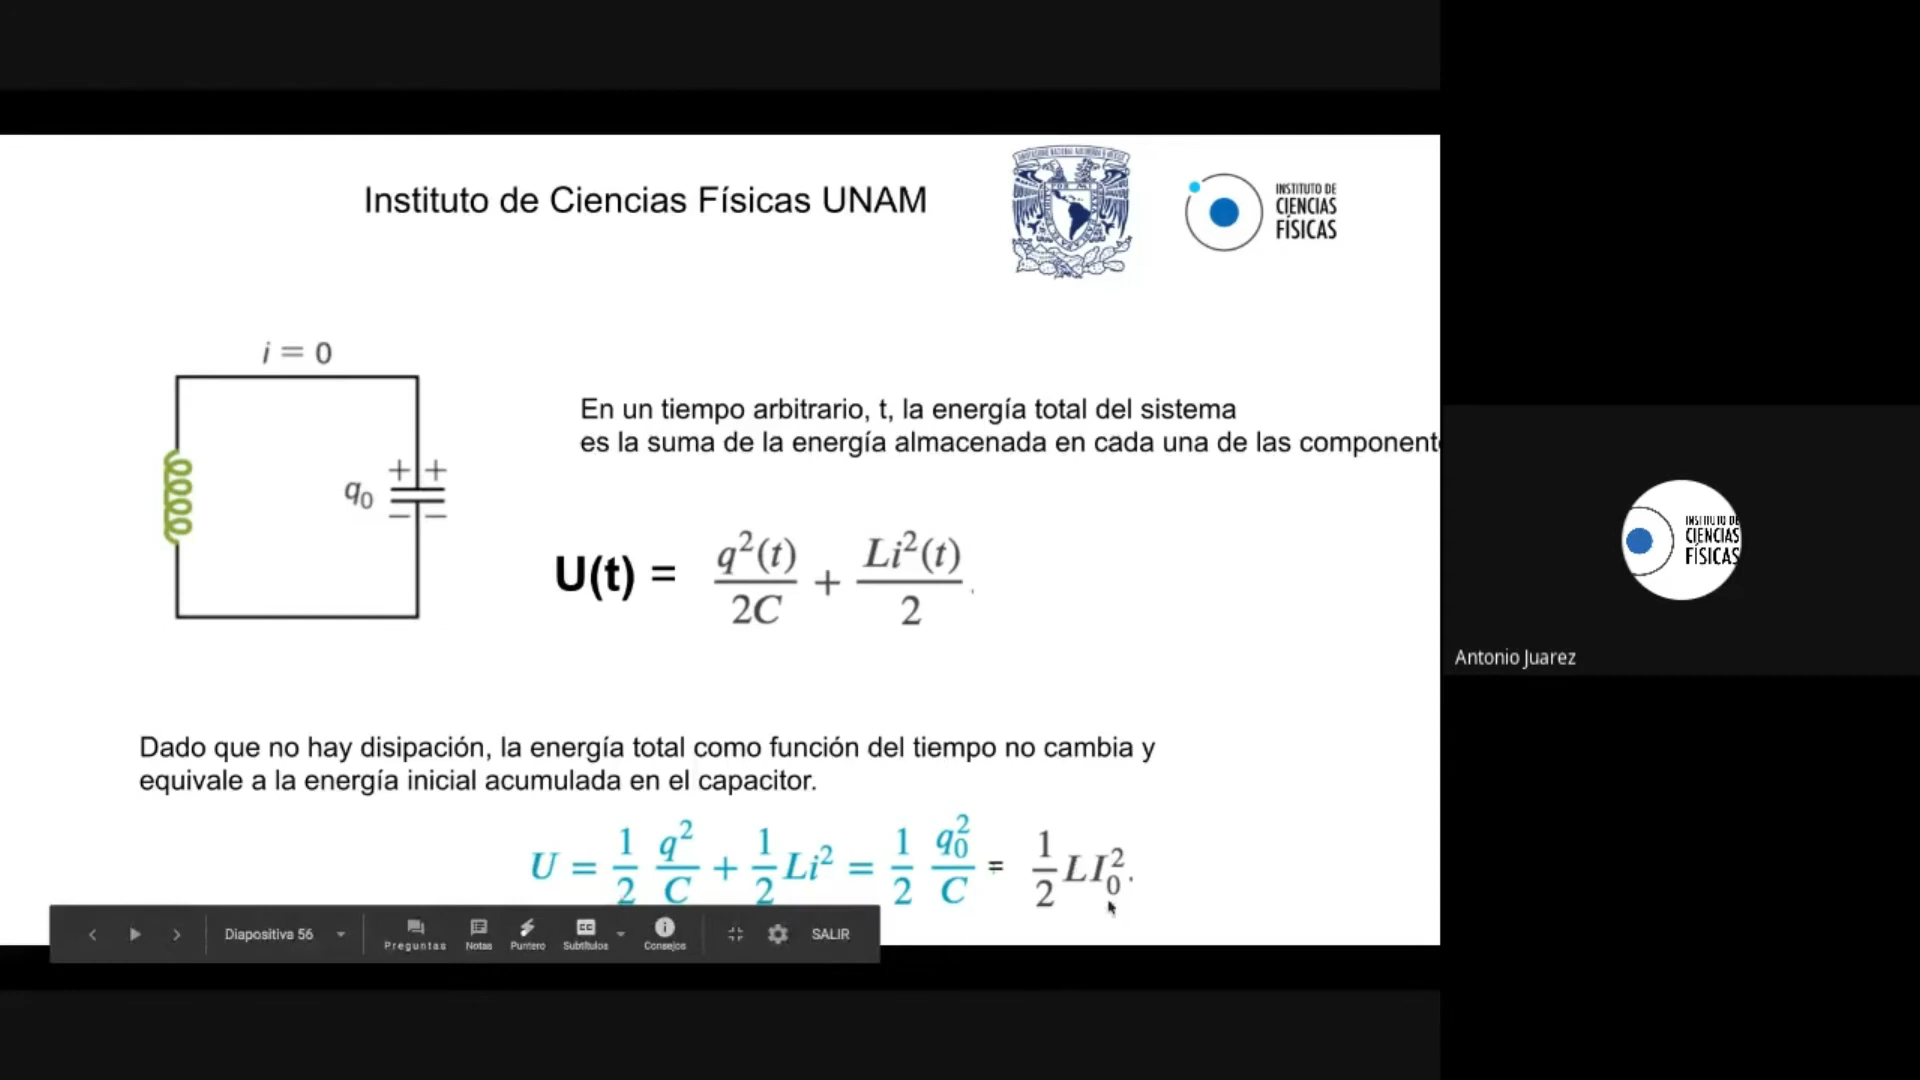 Instituto de Ciencias Físicas UNAM
INSTITUTO DE
CIENCIAS
FÍSICAS
i = 0
En un tiempo arbitrario, t, la energía total del sistema
es la suma de la energía almacenada en cada una de las component
q₀
+ +
− −
U(t) = q²(t)/2C + Li²(t)/2
INSTITUTO DE
CIENCIAS
FÍSICAS
Antonio Juarez
Dado que no hay disipación, la energía total como función del tiempo no cambia y
equivale a la energía inicial acumulada en el capacitor.
U = 1/2 q²/C + 1/2 Li² = 1/2 q₀²/C = 1/2 LI₀².
Diapositiva 56
Preguntas
Notas
Puntero
Subtítulos
Consejos
SALIR